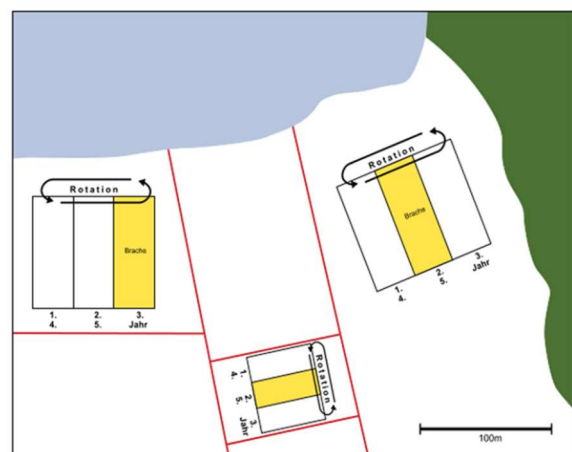 Rotation
Brache
1. 2. 3.
4. 5. Jahr
Rotation
Brache
1. 2. 3.
4. 5. Jahr
Rotation
1. 2. 3.
4. 5. Jahr
100m